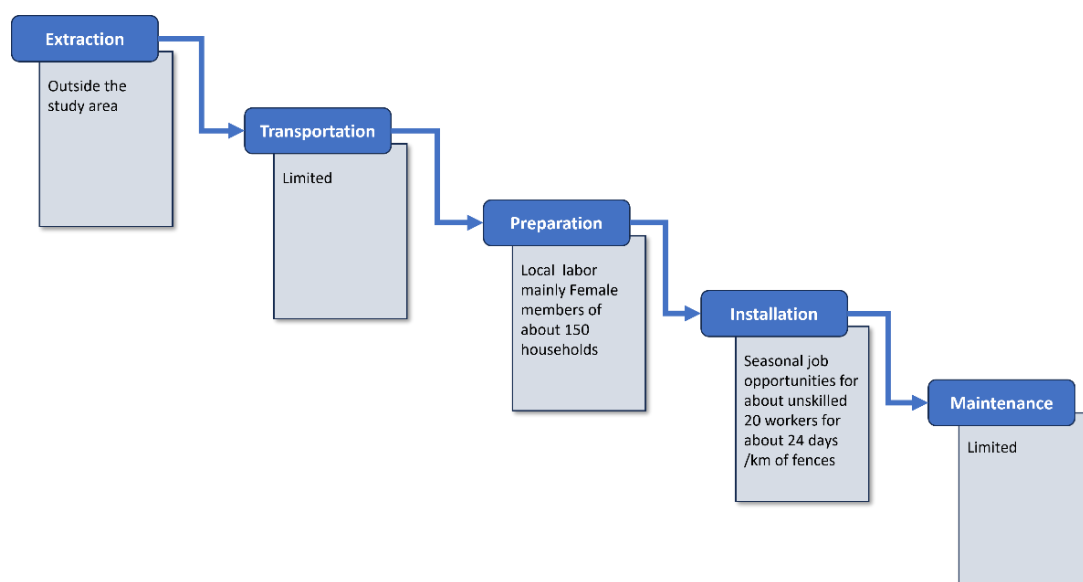 Extraction
Outside the
study area
Transportation
Limited
Preparation
Local labor
mainly Female
members of
about 150
households
Installation
Seasonal job
opportunities for
about unskilled
20 workers for
about 24 days
/km of fences
Maintenance
Limited